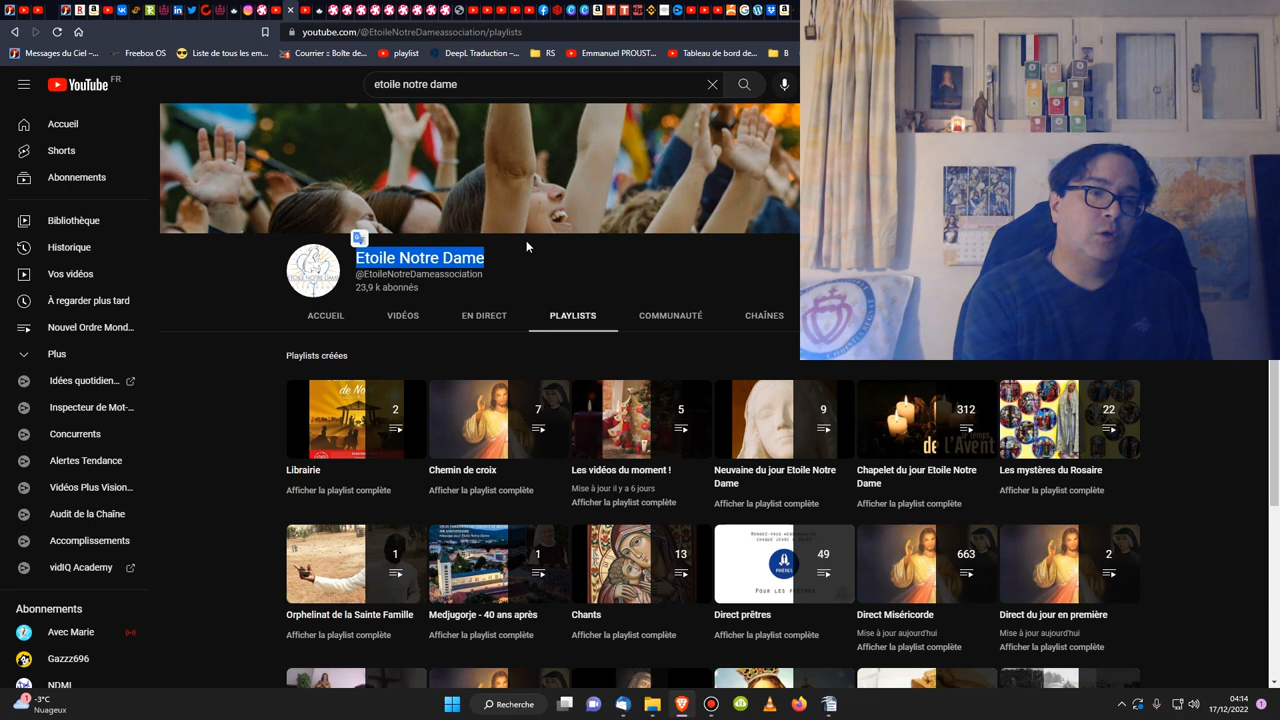 youtube.com/@EtoileNotreDameassociation/playlists
Messages du Ciel –...
Freebox OS
Liste de tous les em...
Courrier = Boîte de...
playlist
DeepL Traduction –...
RS
Emmanuel PROUST...
Tableau de bord de...
B
YouTube FR
etoile notre dame
Accueil
Shorts
Abonnements
Bibliothèque
Historique
Vos vidéos
À regarder plus tard
Nouvel Ordre Mond...
Plus
Idées quotidien...
Inspecteur de Mot-...
Concurrents
Alertes Tendance
Vidéos Plus Vision...
Audit de la Chaîne
Accomplissements
vidIQ Academy
Abonnements
Avec Marie
Gazzz696
NDML
Etoile Notre Dame
@EtoileNotreDameassociation
23,9 k abonnés
ACCUEIL
VIDÉOS
EN DIRECT
PLAYLISTS
COMMUNAUTÉ
CHAÎNES
Playlists créées
2
7
5
9
312
22
de l'Avent
Librairie
Chemin de croix
Les vidéos du moment !
Neuvaine du jour Etoile Notre
Dame
Chapelet du jour Etoile Notre
Dame
Les mystères du Rosaire
Afficher la playlist complète
Afficher la playlist complète
Mise à jour il y a 6 jours
Afficher la playlist complète
Afficher la playlist complète
Afficher la playlist complète
Afficher la playlist complète
1
1
13
49
663
2
PRIÈRES
POUR LES PRÊTRES
Orphelinat de la Sainte Famille
Medjugorje - 40 ans après
Chants
Direct prêtres
Direct Miséricorde
Direct du jour en première
Afficher la playlist complète
Afficher la playlist complète
Afficher la playlist complète
Afficher la playlist complète
Mise à jour aujourd'hui
Afficher la playlist complète
Mise à jour aujourd'hui
Afficher la playlist complète
-3°C
Nuageux
Recherche
04:14
17/12/2022